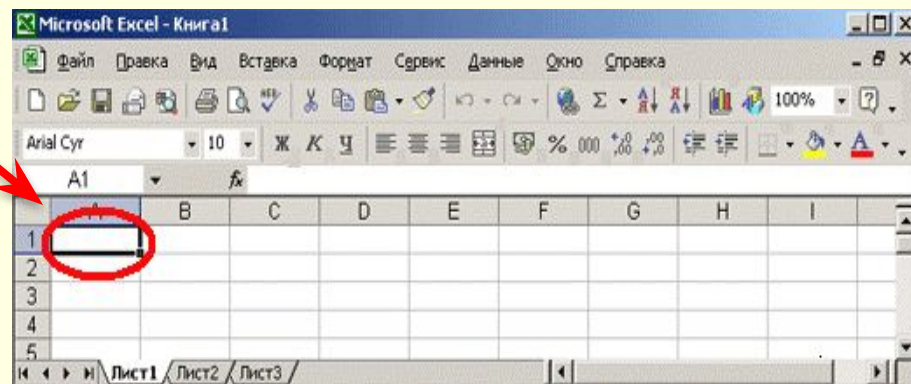 Microsoft Excel - Книга1
Файл Правка Вид Вставка Формат Сервис Данные Окно Справка
100%
Arial Cyr 10 Ж К Ч % 000
A1 fx
A B C D E F G H I
1
2
3
4
5
Лист1 Лист2 Лист3